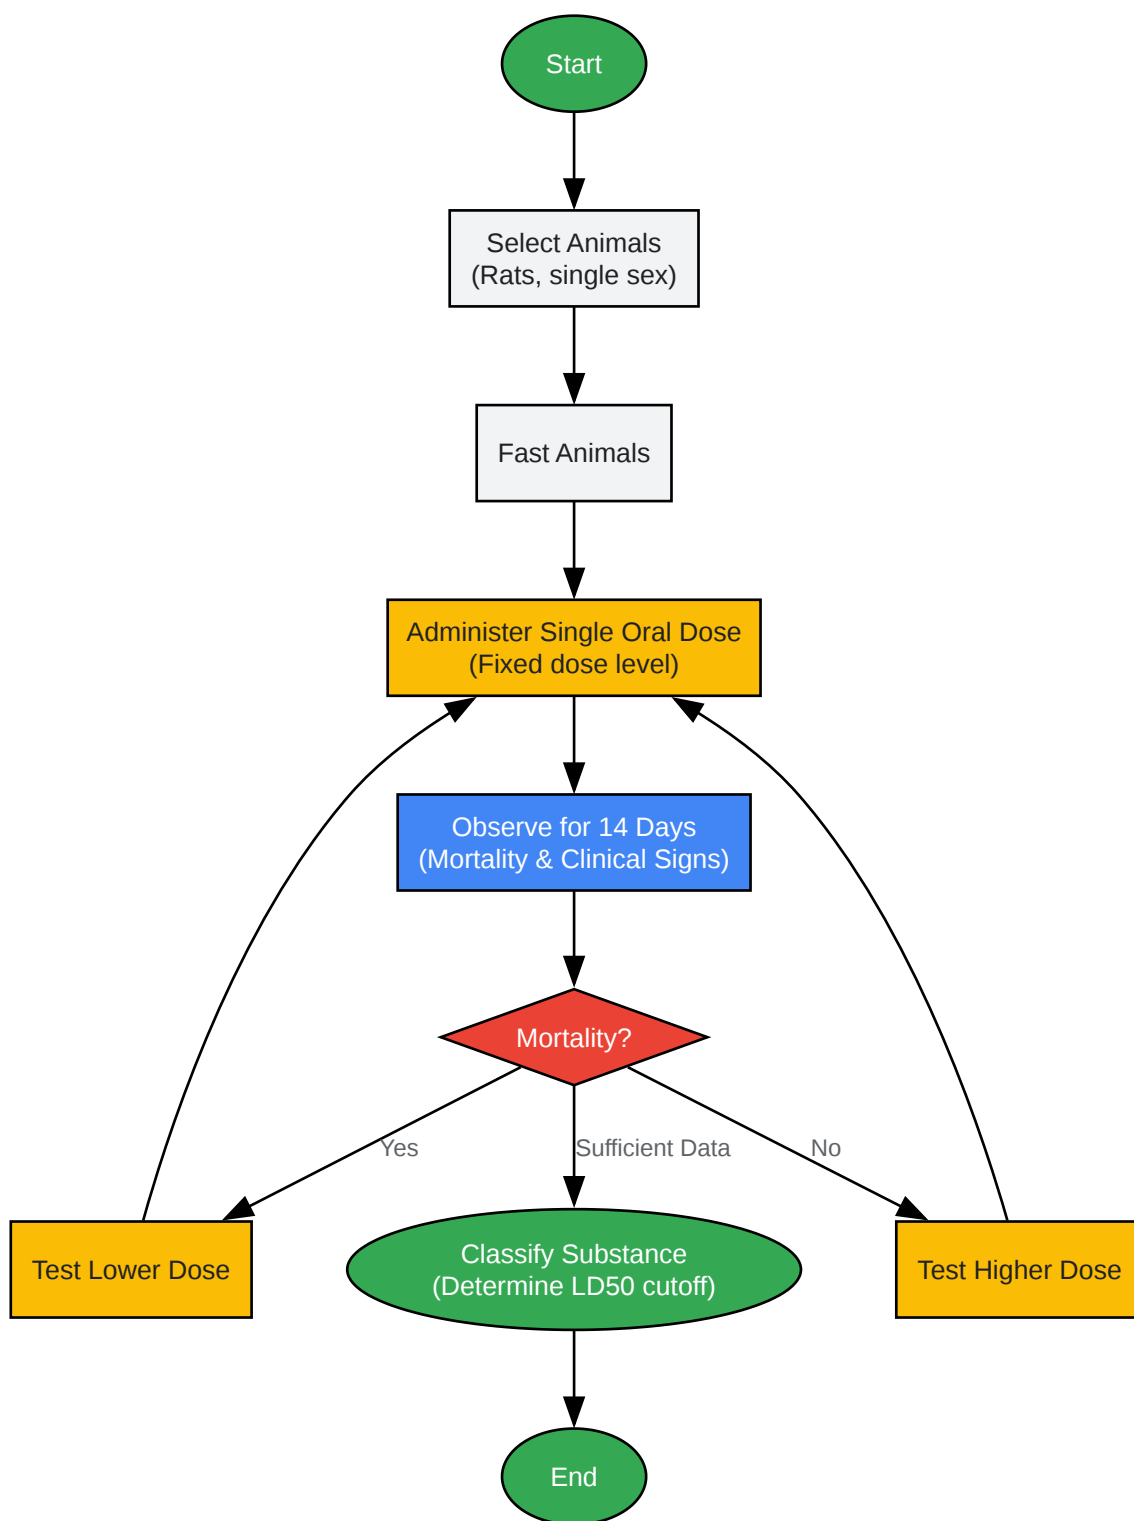 Start
Select Animals
(Rats, single sex)
Fast Animals
Administer Single Oral Dose
(Fixed dose level)
Observe for 14 Days
(Mortality & Clinical Signs)
Mortality?
Yes
Sufficient Data
No
Test Lower Dose
Classify Substance
(Determine LD50 cutoff)
Test Higher Dose
End